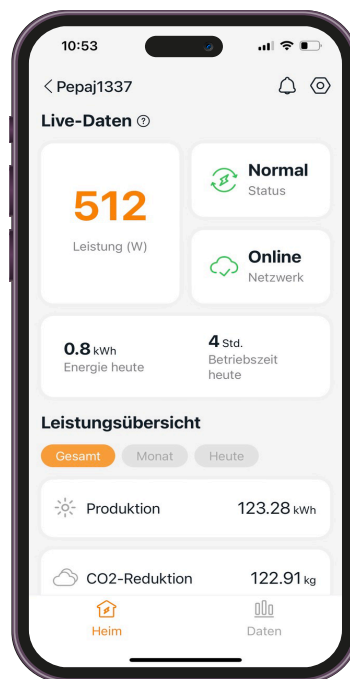 10:53
Pepaj1337
Live-Daten
512
Leistung (W)
Normal
Status
Online
Netzwerk
0.8 kWh
Energie heute
4 Std.
Betriebszeit
heute
Leistungsübersicht
Gesamt Monat Heute
Produktion 123.28 kWh
CO2-Reduktion 122.91 kg
Heim Daten